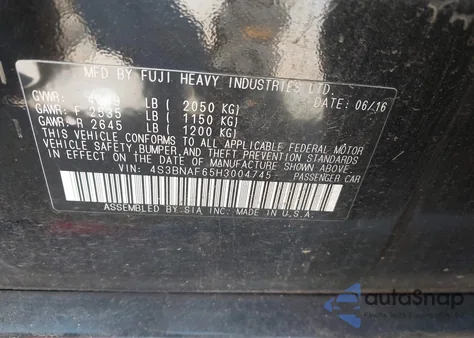 MFD BY FUJI HEAVY INDUSTRIES LTD.
GVWR: LB ( 2050 KG) DATE: 06/16
GAWR: F 2535 LB ( 1150 KG)
GAWR: R 2645 LB ( 1200 KG)
THIS VEHICLE CONFORMS TO ALL APPLICABLE FEDERAL MOTOR
VEHICLE SAFETY, BUMPER, AND THEFT PREVENTION STANDARDS
IN EFFECT ON THE DATE OF MANUFACTURE SHOWN ABOVE.
VIN: 4S3BNAF65H3004745 PASSENGER CAR
ASSEMBLED BY SIA INC. MADE IN U.S.A.
autoSnap